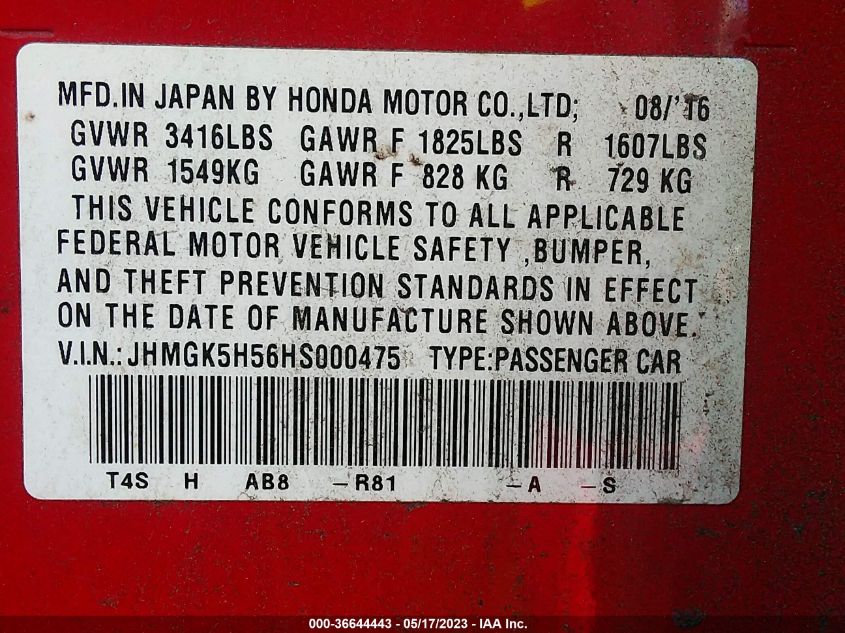 MFD.IN JAPAN BY HONDA MOTOR CO.,LTD; 08/'16
GVWR 3416LBS GAWR F 1825LBS R 1607LBS
GVWR 1549KG GAWR F 828 KG R 729 KG
THIS VEHICLE CONFORMS TO ALL APPLICABLE
FEDERAL MOTOR VEHICLE SAFETY ,BUMPER,
AND THEFT PREVENTION STANDARDS IN EFFECT
ON THE DATE OF MANUFACTURE SHOWN ABOVE.
V.I.N.:JHMGK5H56HS000475 TYPE:PASSENGER CAR
T4S H AB8 -R81 -A -S
000-36644443 - 05/17/2023 - IAA Inc.